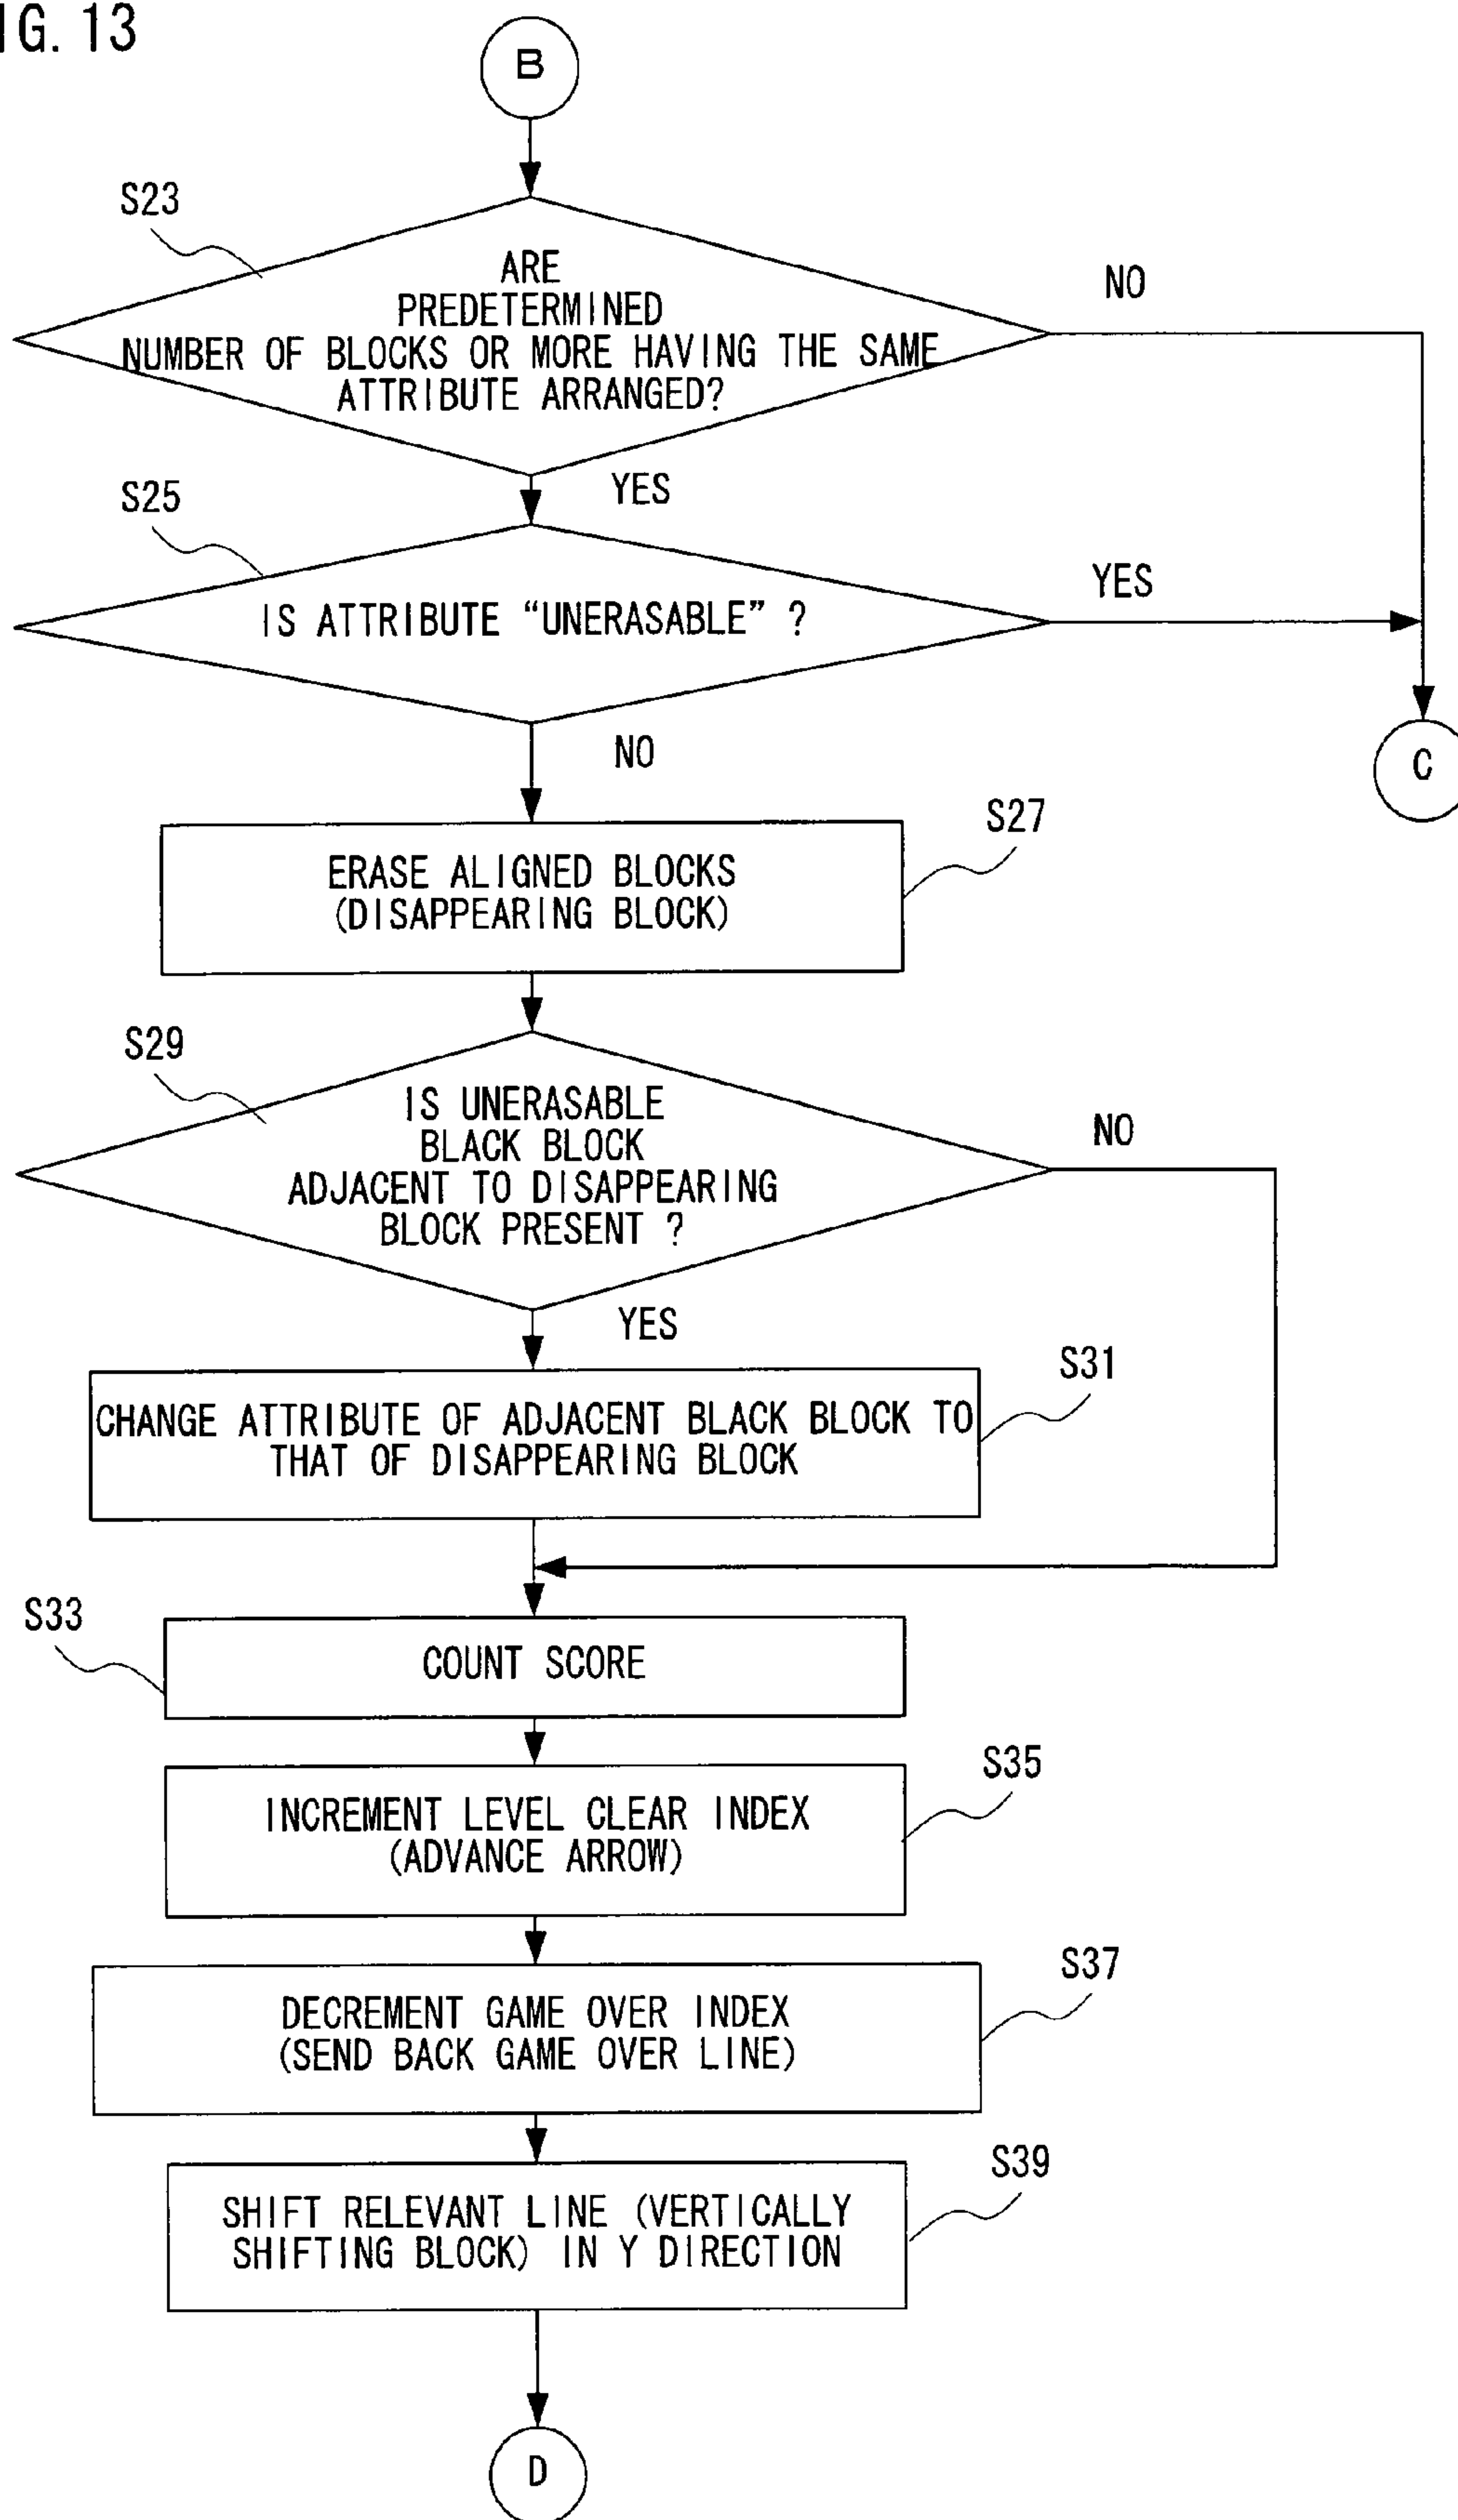 IG. 13
B
S23
ARE
PREDETERMINED
NUMBER OF BLOCKS OR MORE HAVING THE SAME
ATTRIBUTE ARRANGED?
NO
YES
S25
IS ATTRIBUTE “UNERASABLE” ?
YES
NO
C
S27
ERASE ALIGNED BLOCKS
(DISAPPEARING BLOCK)
S29
IS UNERASABLE
BLACK BLOCK
ADJACENT TO DISAPPEARING
BLOCK PRESENT ?
NO
YES
S31
CHANGE ATTRIBUTE OF ADJACENT BLACK BLOCK TO
THAT OF DISAPPEARING BLOCK
S33
COUNT SCORE
S35
INCREMENT LEVEL CLEAR INDEX
(ADVANCE ARROW)
S37
DECREMENT GAME OVER INDEX
(SEND BACK GAME OVER LINE)
S39
SHIFT RELEVANT LINE (VERTICALLY
SHIFTING BLOCK) IN Y DIRECTION
D